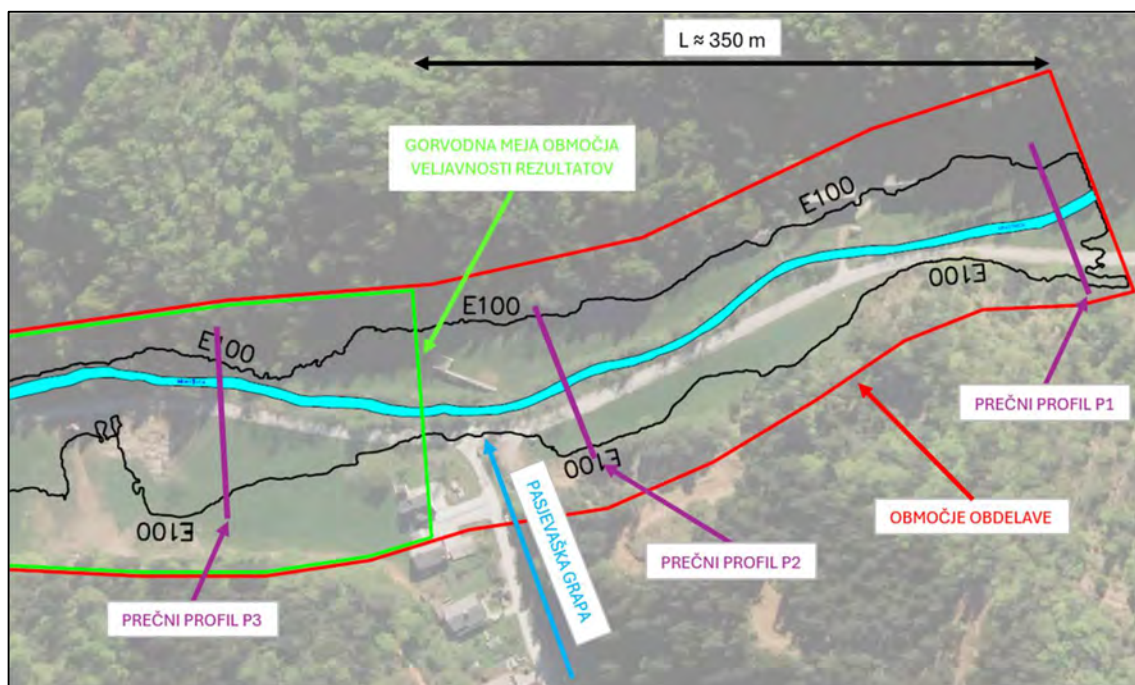 L ≈ 350 m
GORVODNA MEJA OBMOČJA
VELJAVNOSTI REZULTATOV
E100
E100
E100
E100
E100
E100
PREČNI PROFIL P1
PREČNI PROFIL P2
OBMOČJE OBDELAVE
PASJEVAŠKA GRAPA
PREČNI PROFIL P3